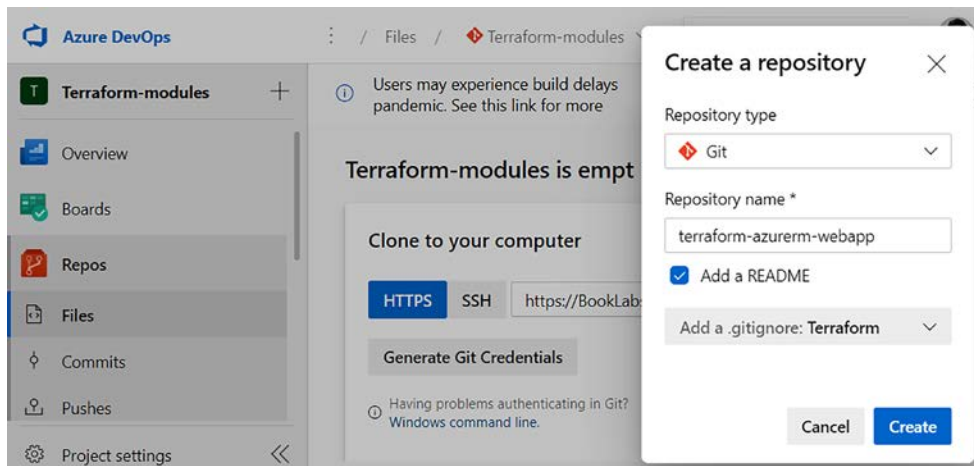 Azure DevOps
T Terraform-modules
Overview
Boards
Repos
Files
Commits
Pushes
Project settings
/ Files / Terraform-modules
Users may experience build delays
pandemic. See this link for more
Terraform-modules is empt
Clone to your computer
HTTPS SSH https://BookLabs
Generate Git Credentials
Having problems authenticating in Git?
Windows command line.
Create a repository
Repository type
Git
Repository name *
terraform-azurerm-webapp
Add a README
Add a .gitignore: Terraform
Cancel Create